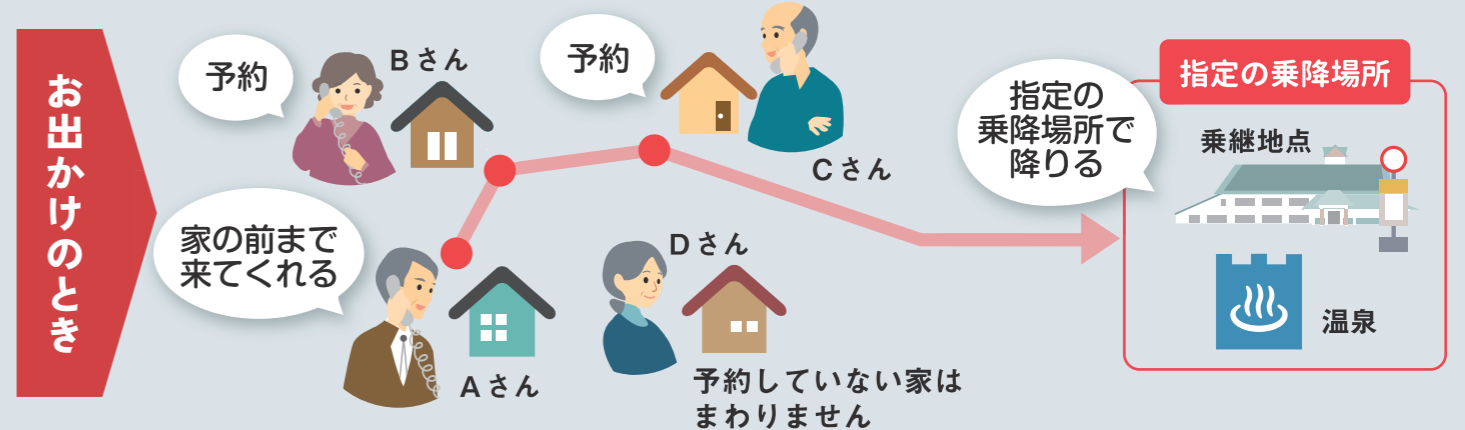 お出かけのとき
予約
Bさん
予約
Cさん
家の前まで
来てくれる
Aさん
Dさん
予約していない家は
まわりません
指定の
乗降場所で
降りる
指定の乗降場所
乗継地点
温泉